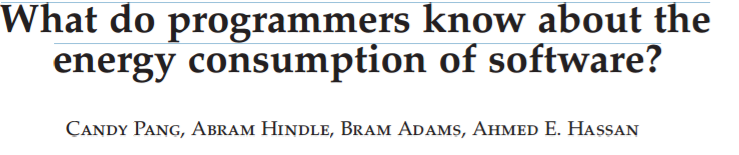 What do programmers know about the
energy consumption of software?
Candy Pang, Abram Hindle, Bram Adams, Ahmed E. Hassan